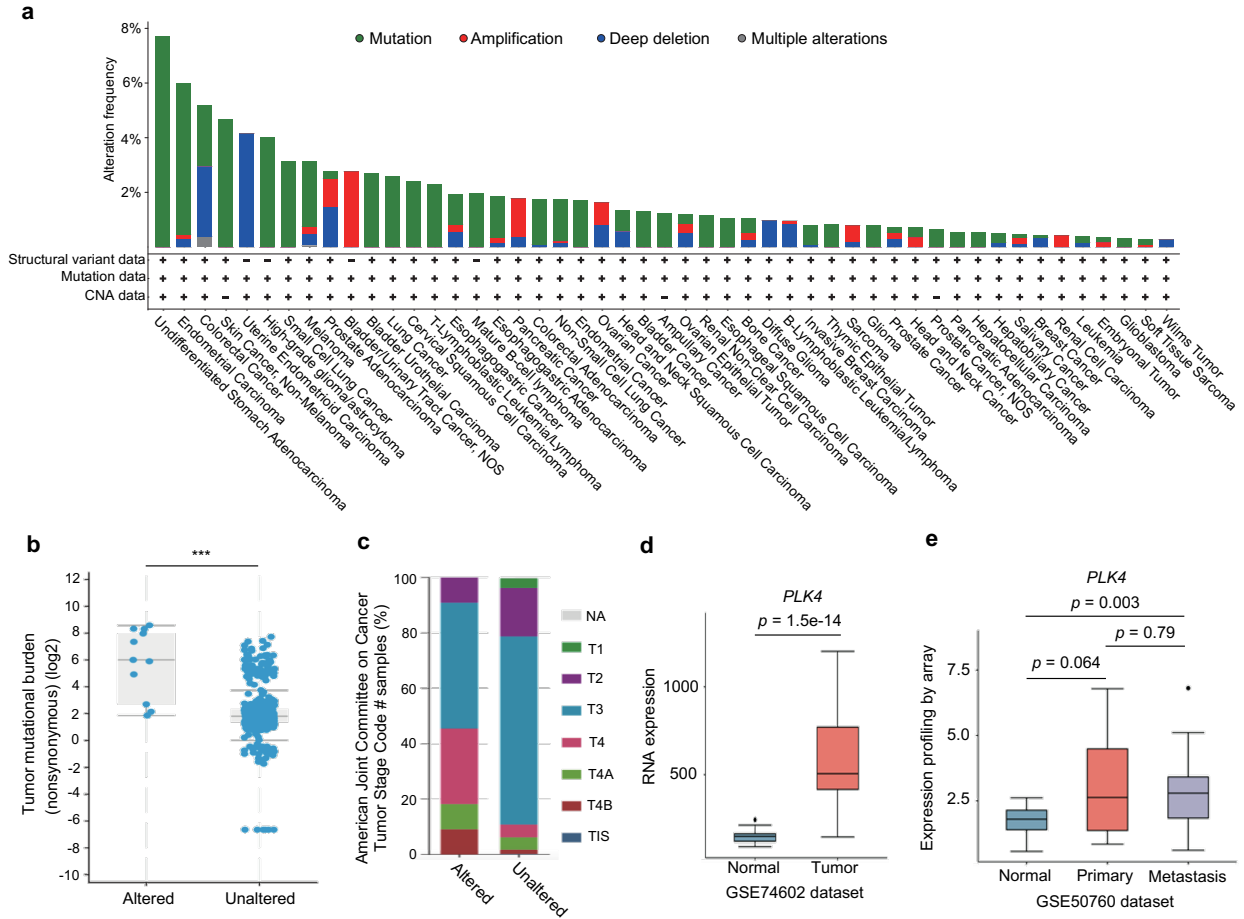 a
8%
6%
4%
2%
Alteration frequency
Mutation
Amplification
Deep deletion
Multiple alterations
Structural variant data + + + + - - + + + - + + + + + - + + + + + + + + + + + + + + + + + + + + + + + + + + + + + + + + +
Mutation data + + + + + + + + + + + + + + + + + + + + + + + + + + + + + + + + + + + + + + + + + + + + + + + + +
CNA data + + + - + + + + + + + + + + + + + + + + + + + + - + + + + + + + + + + + + - + + + + + + + + + + +
Undifferentiated Stomach Adenocarcinoma
Endometrial Carcinoma
Colorectal Cancer
Skin Cancer, Non-Melanoma
Uterine Endometrioid Carcinoma
High-grade glioma/astrocytoma
Small Cell Lung Cancer
Melanoma
Prostate Adenocarcinoma
Bladder/Urinary Tract Cancer, NOS
Bladder Urothelial Carcinoma
Lung Cancer
Cervical Squamous Cell Carcinoma
T-Lymphoblastic Leukemia/Lymphoma
Esophagogastric Cancer
Mature B-cell lymphoma
Esophagogastric Adenocarcinoma
Pancreatic Cancer
Colorectal Adenocarcinoma
Non-Small Cell Lung Cancer
Endometrial Cancer
Ovarian Cancer
Head and Neck Squamous Cell Carcinoma
Bladder Cancer
Ampullary Cancer
Ovarian Epithelial Tumor
Renal Non-Clear Cell Carcinoma
Esophageal Squamous Cell Carcinoma
Bone Cancer
Diffuse Glioma
B-Lymphoblastic Leukemia/Lymphoma
Invasive Breast Carcinoma
Thymic Epithelial Tumor
Sarcoma
Glioma
Prostate Cancer
Head and Neck Cancer
Prostate Cancer, NOS
Pancreatic Adenocarcinoma
Hepatocellular Carcinoma
Hepatobiliary Cancer
Salivary Cancer
Breast Cancer
Renal Cell Carcinoma
Leukemia
Embryonal Tumor
Glioblastoma
Soft Tissue Sarcoma
Wilms Tumor
b
***
12
10
8
6
4
2
0
-2
-4
-6
-8
-10
Tumor mutational burden
(nonsynonymous) (log2)
Altered
Unaltered
c
100
80
60
40
20
0
American Joint Committee on Cancer
Tumor Stage Code # samples (%)
Altered
Unaltered
NA
T1
T2
T3
T4
T4A
T4B
TIS
d
PLK4
p = 1.5e-14
1000
500
RNA expression
Normal
Tumor
GSE74602 dataset
e
PLK4
p = 0.003
p = 0.79
p = 0.064
7.5
5.0
2.5
Expression profiling by array
Normal
Primary
Metastasis
GSE50760 dataset